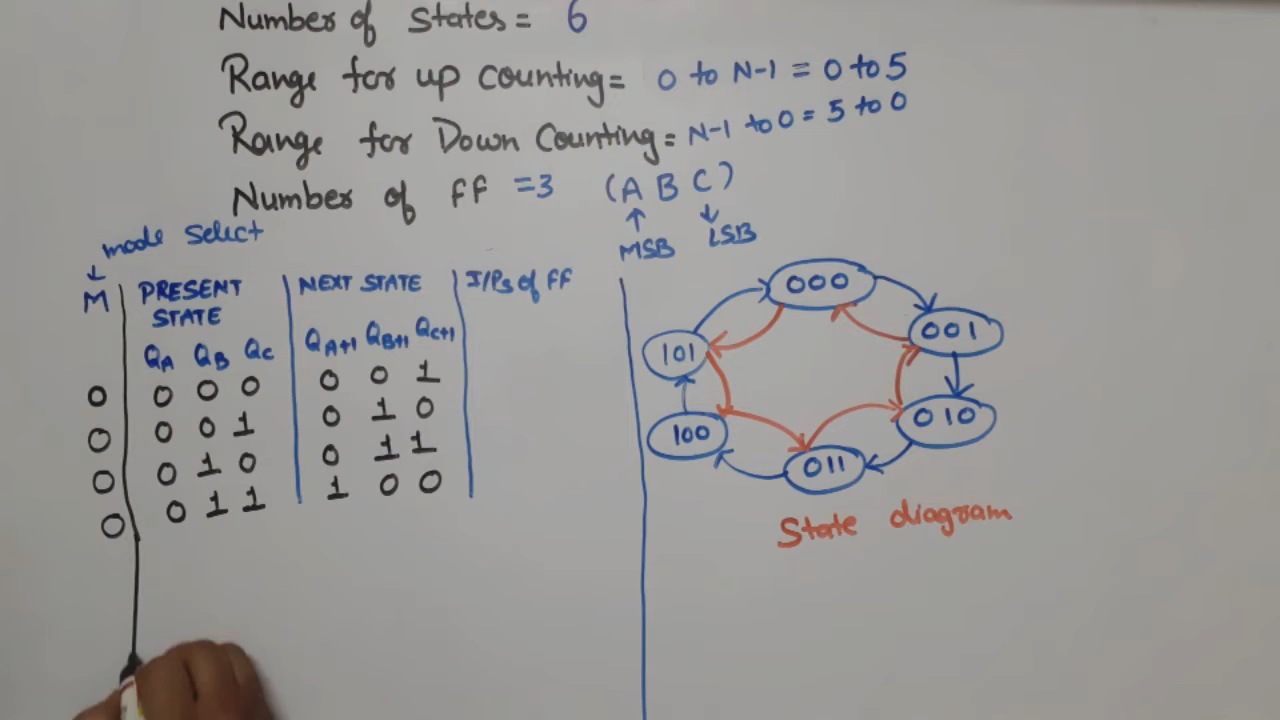 Number of states = 6
Range for up counting = 0 to N-1 = 0 to 5
Range for Down Counting = N-1 to 0 = 5 to 0
Number of FF = 3 (A B C)
MSB LSB
mode select
M PRESENT STATE NEXT STATE I/Ps of FF
QA QB QC QA+1 QB+1 QC+1
0 0 0 0 0 0 1
0 0 0 1 0 1 0
0 0 1 0 0 1 1
0 0 1 1 1 0 0
000
101 001
100 010
011
State diagram